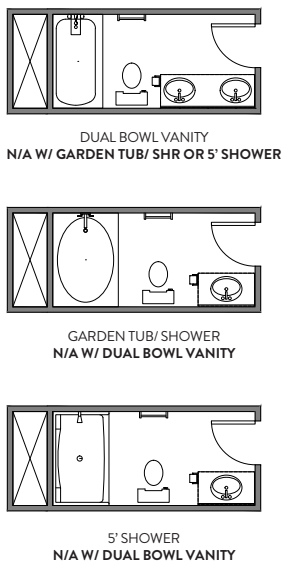 DUAL BOWL VANITY
N/A W/ GARDEN TUB/ SHR OR 5' SHOWER
GARDEN TUB/ SHOWER
N/A W/ DUAL BOWL VANITY
5' SHOWER
N/A W/ DUAL BOWL VANITY